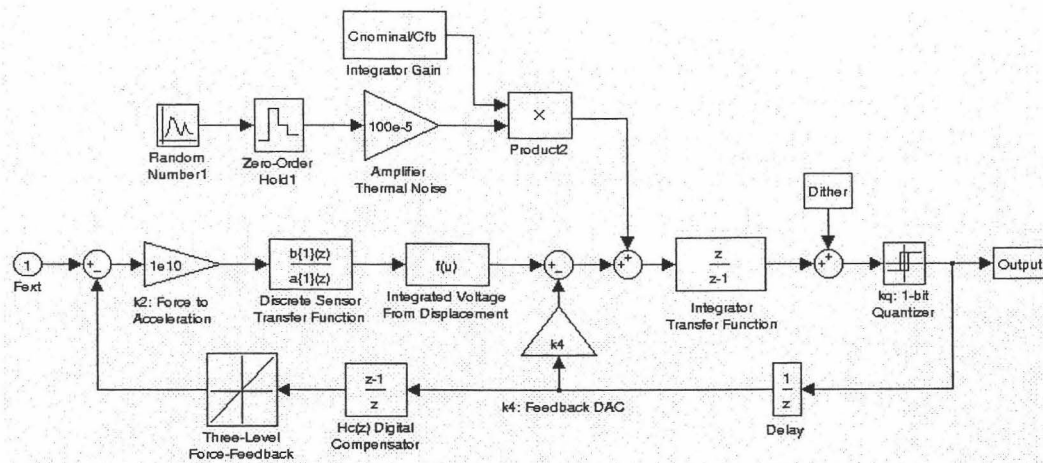 Cnominal/Cfb
Integrator Gain
Random
Number1
Zero-Order
Hold1
100e-5
Amplifier
Thermal Noise
×
Product2
Dither
1
Fext
+
-
1e10
k2: Force to
Acceleration
b{1}(z)
a{1}(z)
Discrete Sensor
Transfer Function
f(u)
Integrated Voltage
From Displacement
+
-
+
+
z
z-1
Integrator
Transfer Function
+
+
kq: 1-bit
Quantizer
Output
k4
k4: Feedback DAC
Three-Level
Force-Feedback
z-1
z
Hc(z) Digital
Compensator
1
z
Delay